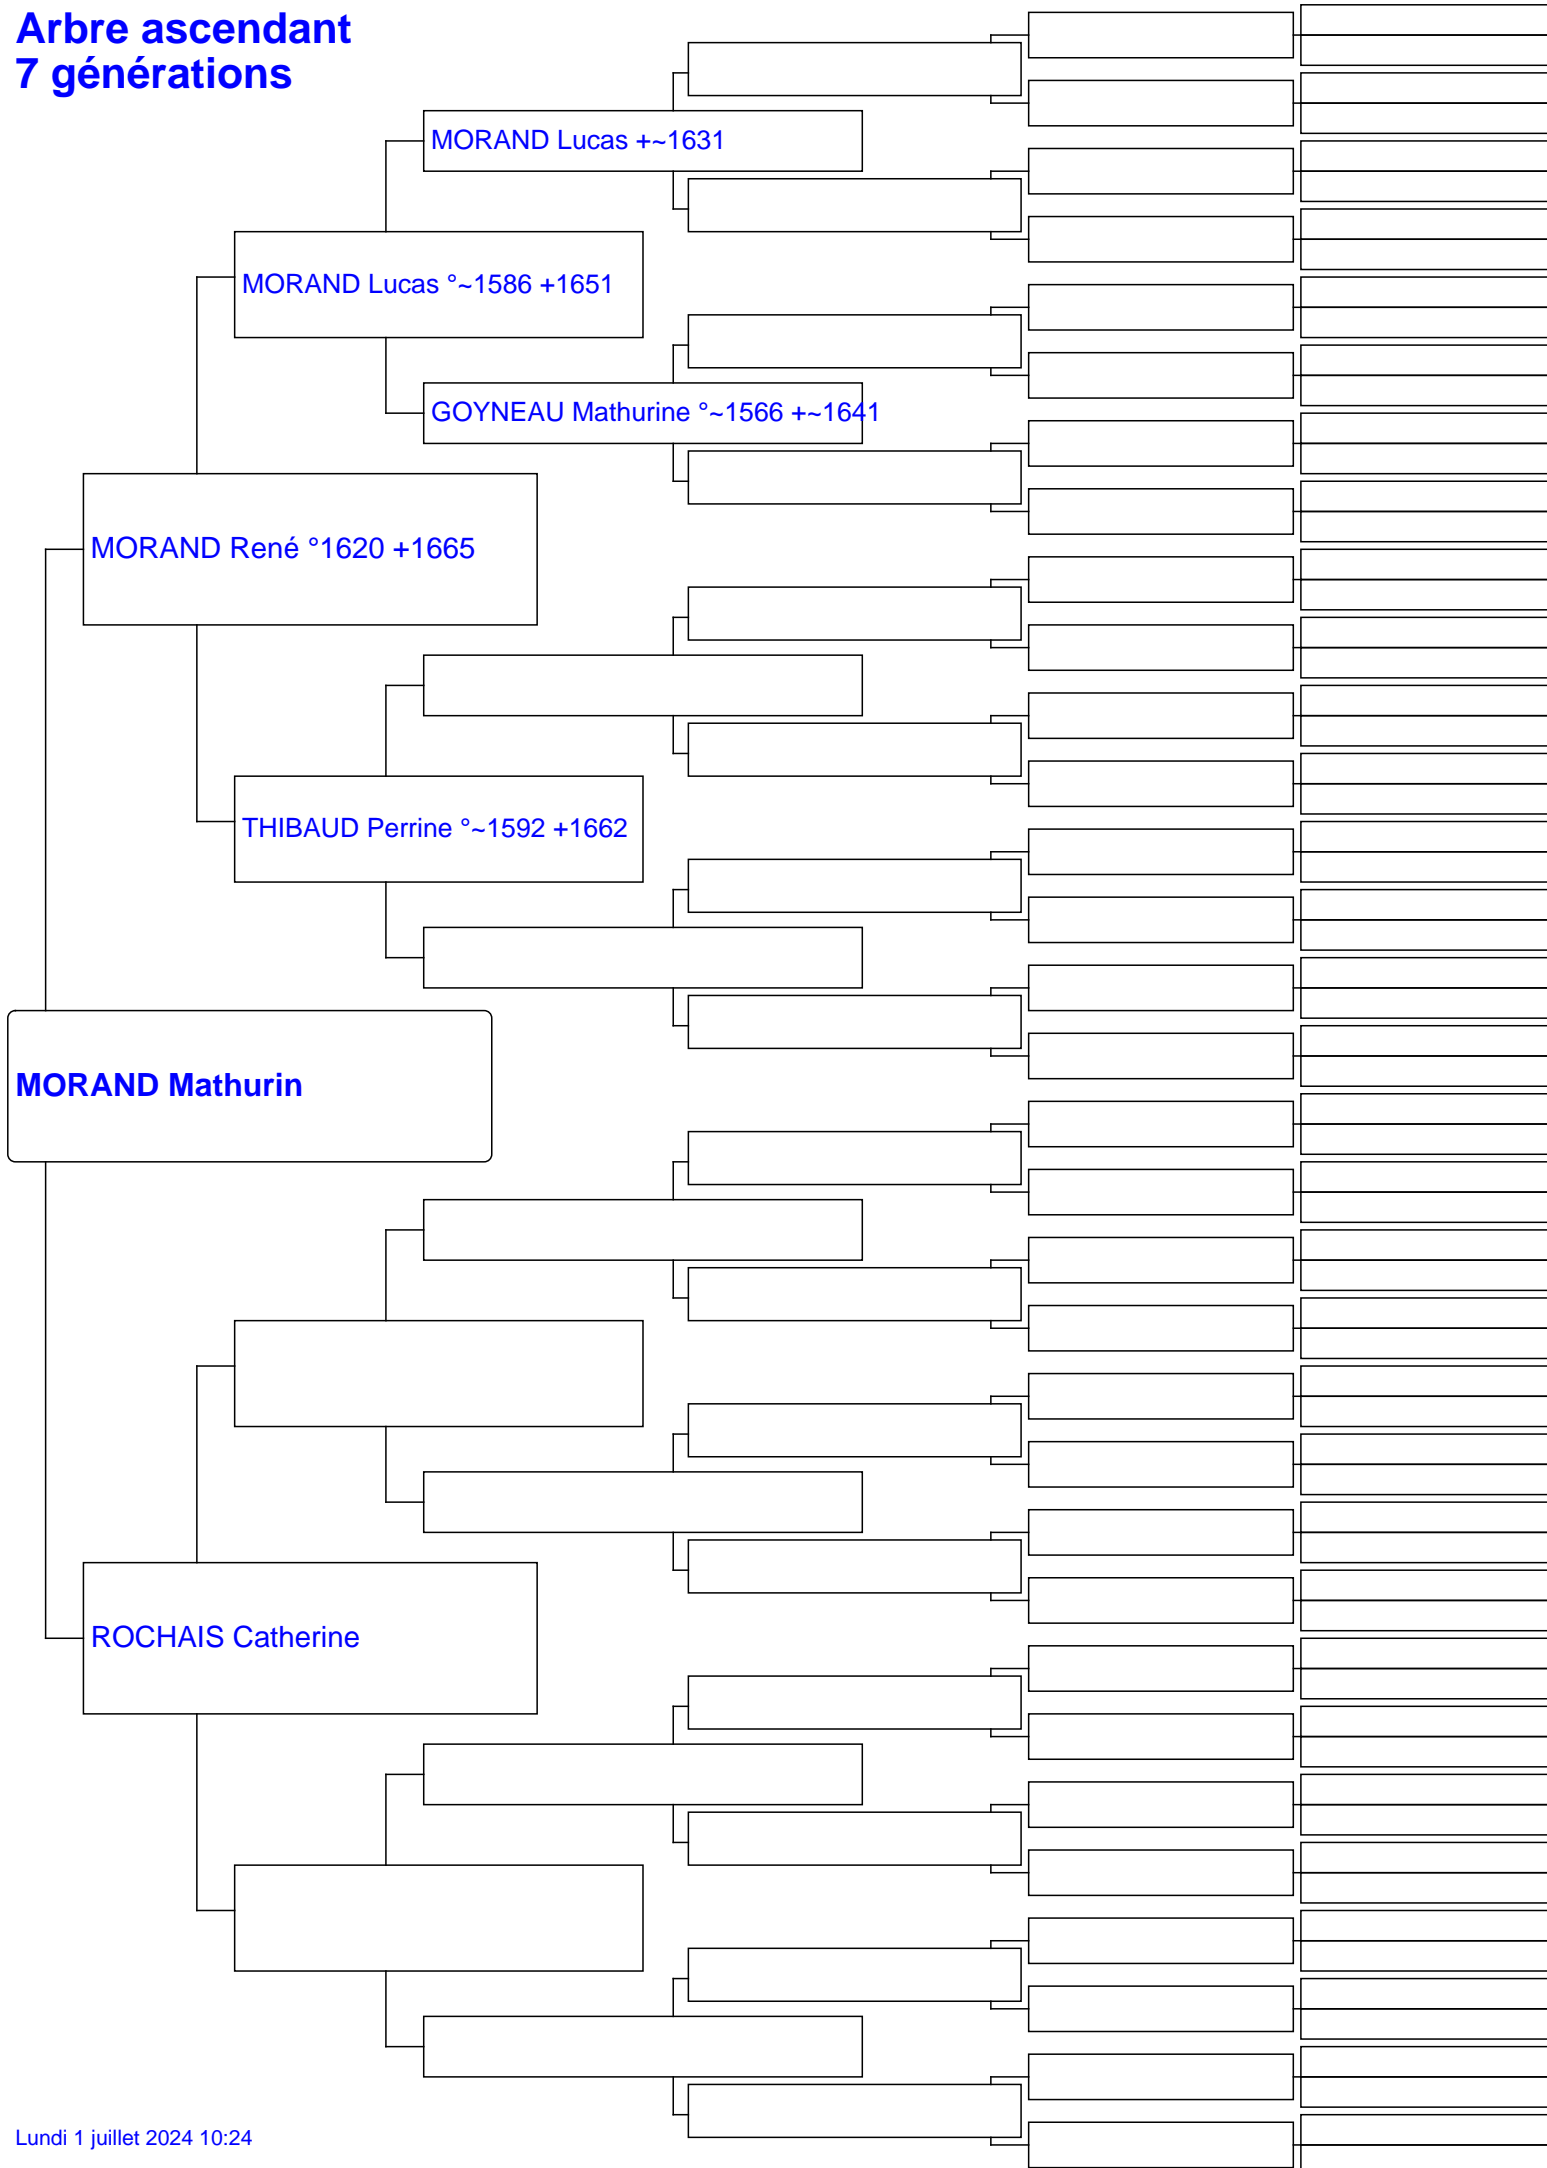 Arbre ascendant
7 générations
MORAND Lucas +~1631
MORAND Lucas °~1586 +1651
GOYNEAU Mathurine °~1566 +~1641
MORAND René °1620 +1665
THIBAUD Perrine °~1592 +1662
MORAND Mathurin
ROCHAIS Catherine
Lundi 1 juillet 2024 10:24